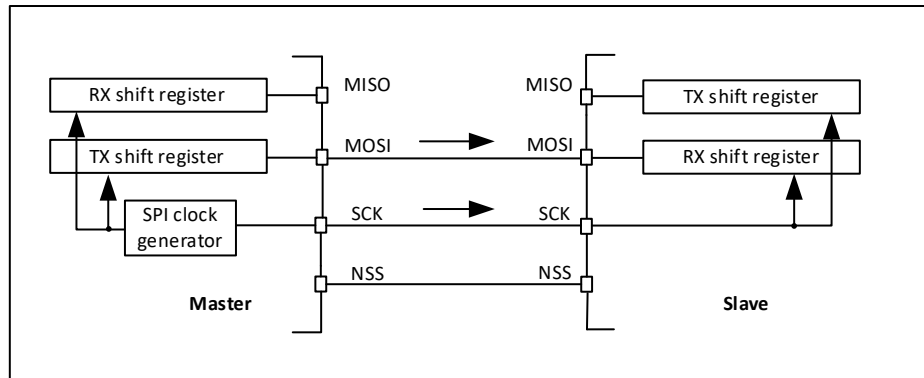 RX shift register
MISO
MISO
TX shift register
TX shift register
MOSI
MOSI
RX shift register
SPI clock
generator
SCK
SCK
NSS
NSS
Master
Slave